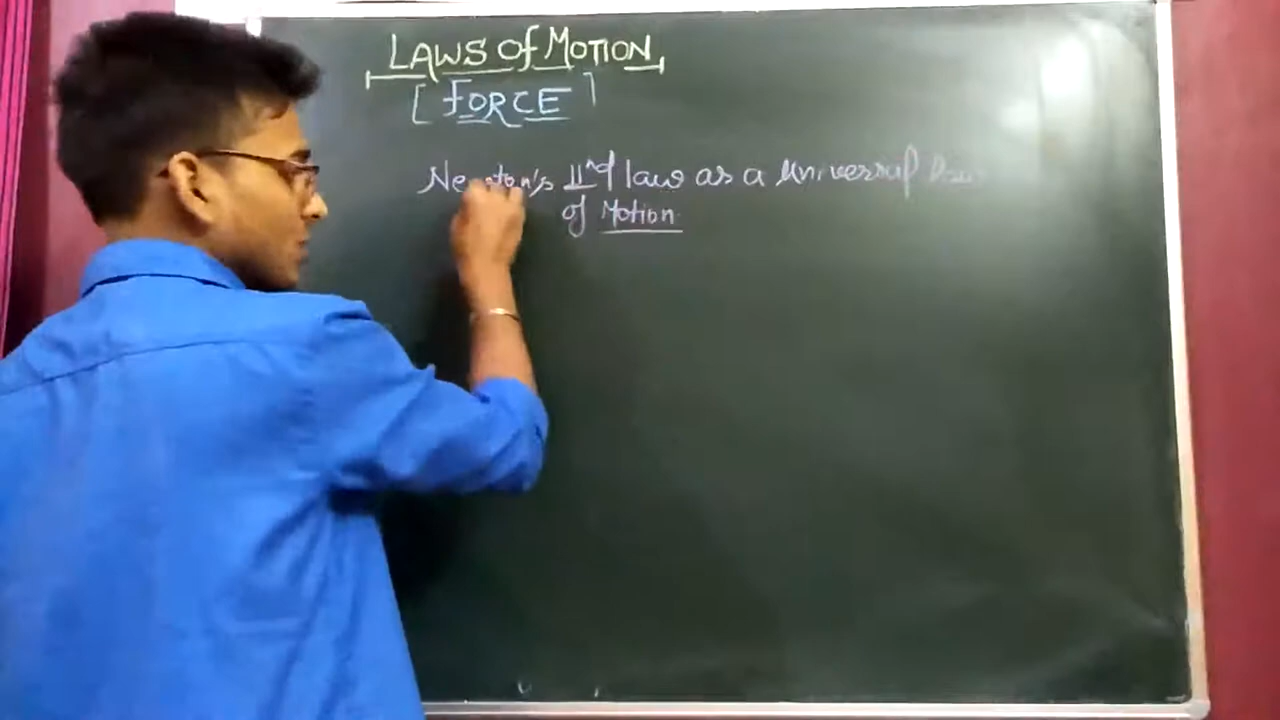 LAWS Of MOTION
[ FORCE ]
Newton's IInd law as a Universal
of Motion